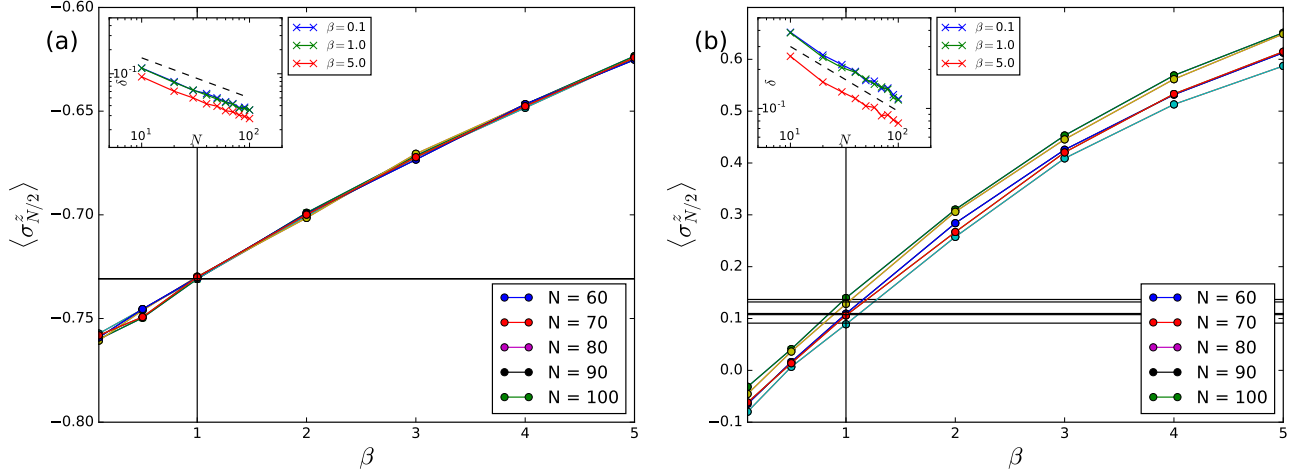 (a)
−0.60
−0.65
−0.70
−0.75
−0.80
⟨σ^z_{N/2}⟩
1
2
3
4
5
β
δ
10^{-1}
10^1
N
10^2
β = 0.1
β = 1.0
β = 5.0
N = 60
N = 70
N = 80
N = 90
N = 100
(b)
0.6
0.5
0.4
0.3
0.2
0.1
0.0
−0.1
⟨σ^z_{N/2}⟩
1
2
3
4
5
β
δ
10^{-1}
10^1
N
10^2
β = 0.1
β = 1.0
β = 5.0
N = 60
N = 70
N = 80
N = 90
N = 100